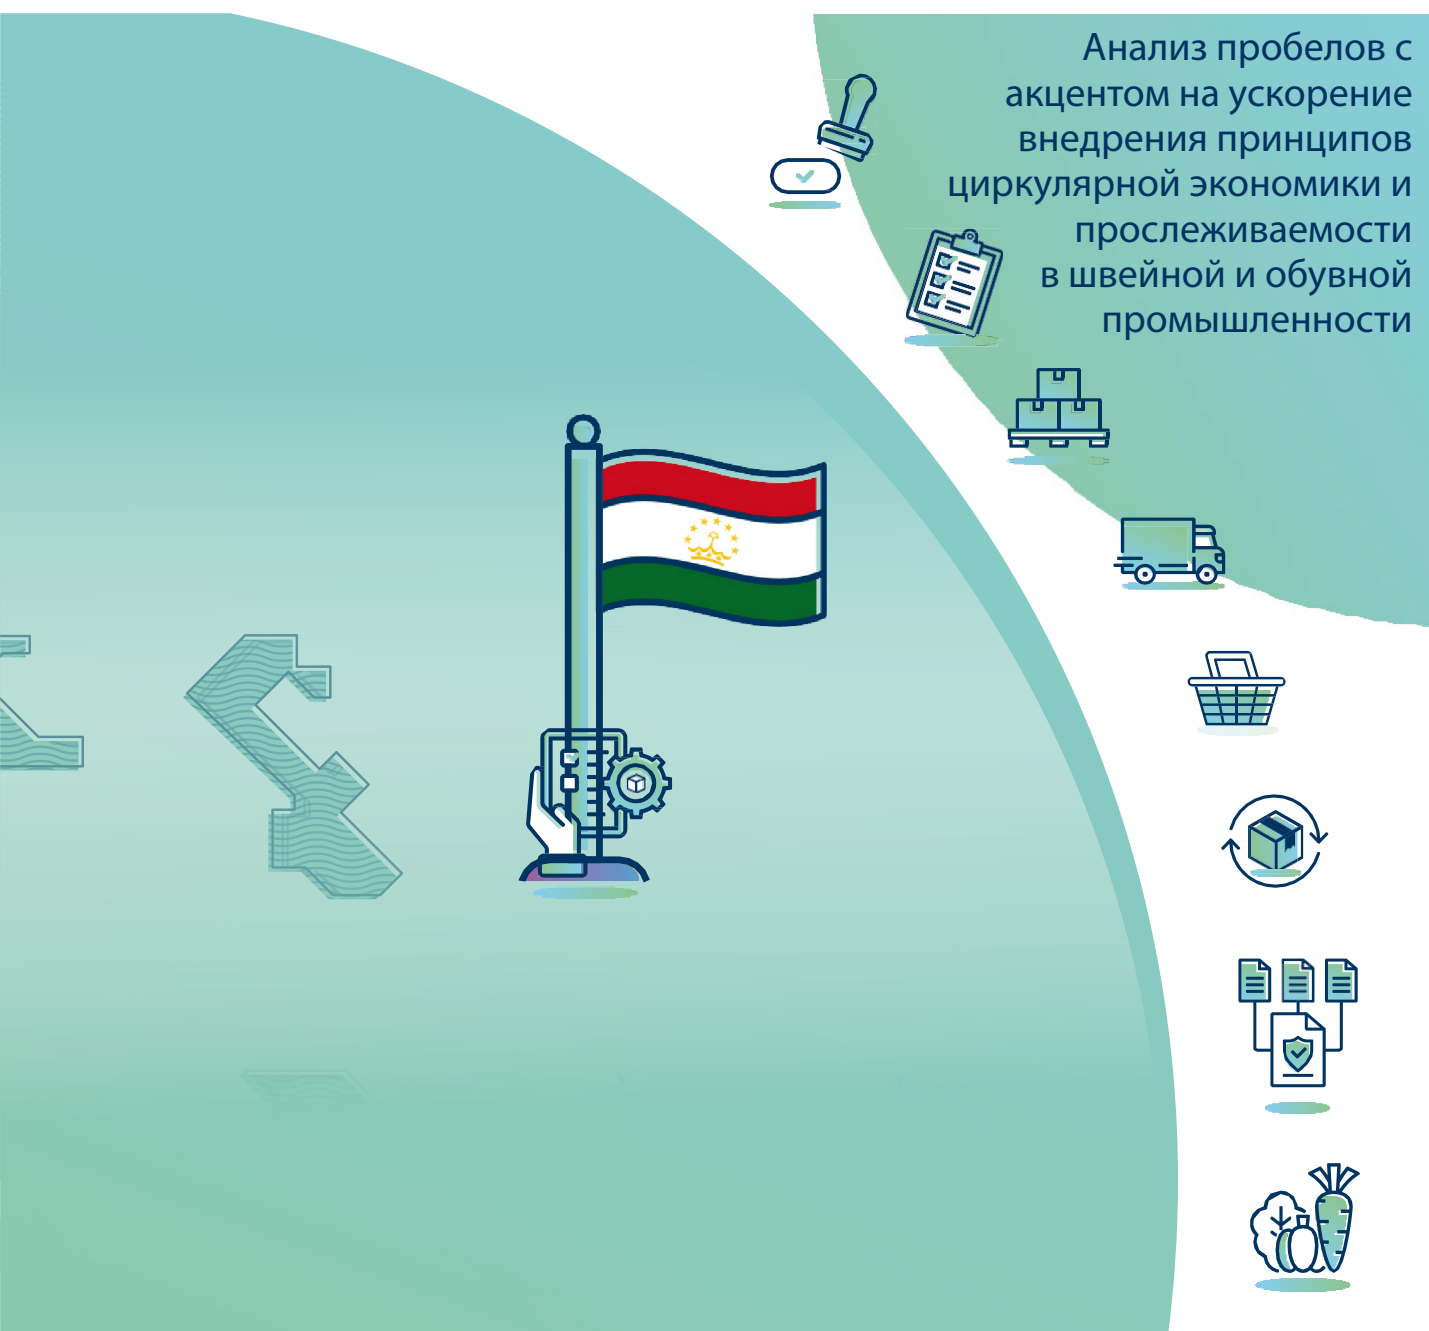 Анализ пробелов с
акцентом на ускорение
внедрения принципов
циркулярной экономики и
прослеживаемости
в швейной и обувной
промышленности